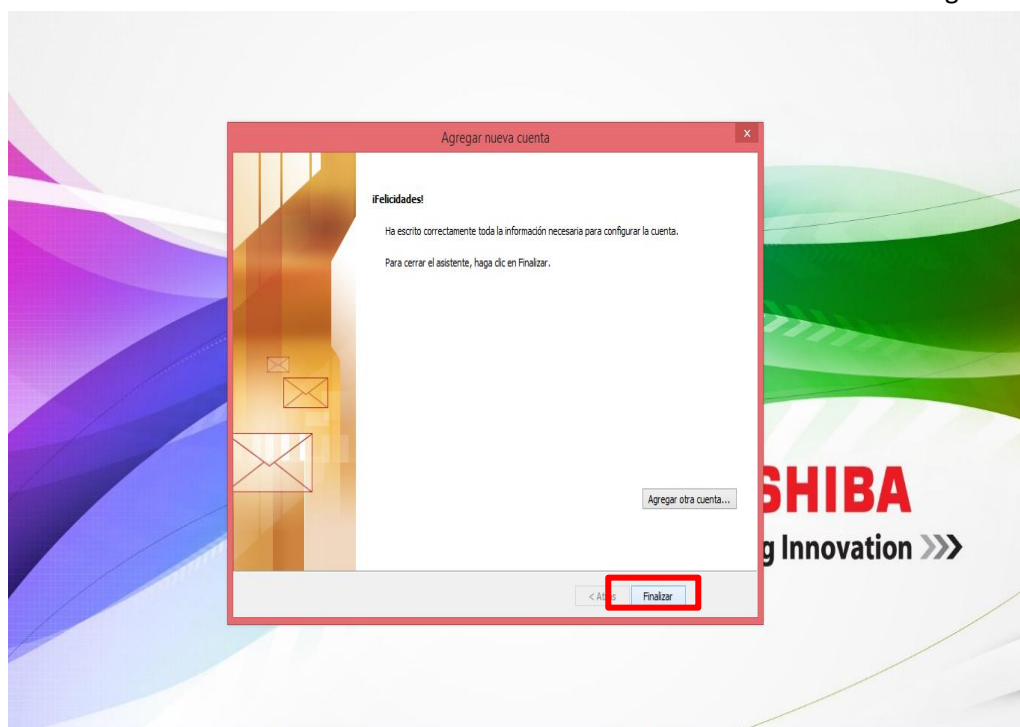 Agregar nueva cuenta
x
¡Felicidades!
Ha escrito correctamente toda la información necesaria para configurar la cuenta.
Para cerrar el asistente, haga clic en Finalizar.
Agregar otra cuenta...
SHIBA
g Innovation >>>
< Atrás
Finalizar